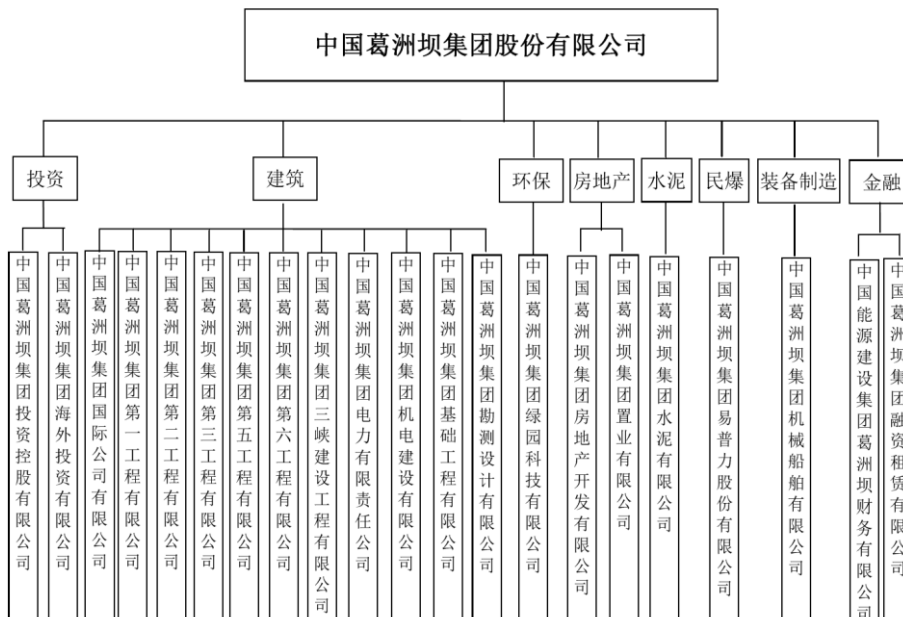 中国葛洲坝集团股份有限公司
投资
建筑
环保
房地产
水泥
民爆
装备制造
金融
中国葛洲坝集团投资控股有限公司
中国葛洲坝集团海外投资有限公司
中国葛洲坝集团国际公司有限公司
中国葛洲坝集团第一工程有限公司
中国葛洲坝集团第二工程有限公司
中国葛洲坝集团第三工程有限公司
中国葛洲坝集团第五工程有限公司
中国葛洲坝集团第六工程有限公司
中国葛洲坝集团三峡建设工程有限公司
中国葛洲坝集团电力有限责任公司
中国葛洲坝集团机电建设有限公司
中国葛洲坝集团基础工程有限公司
中国葛洲坝集团勘测设计有限公司
中国葛洲坝集团绿园科技有限公司
中国葛洲坝集团房地产开发有限公司
中国葛洲坝集团置业有限公司
中国葛洲坝集团水泥有限公司
中国葛洲坝集团易普力股份有限公司
中国葛洲坝集团机械船舶有限公司
中国能源建设集团葛洲坝财务有限公司
中国葛洲坝集团融资租赁有限公司